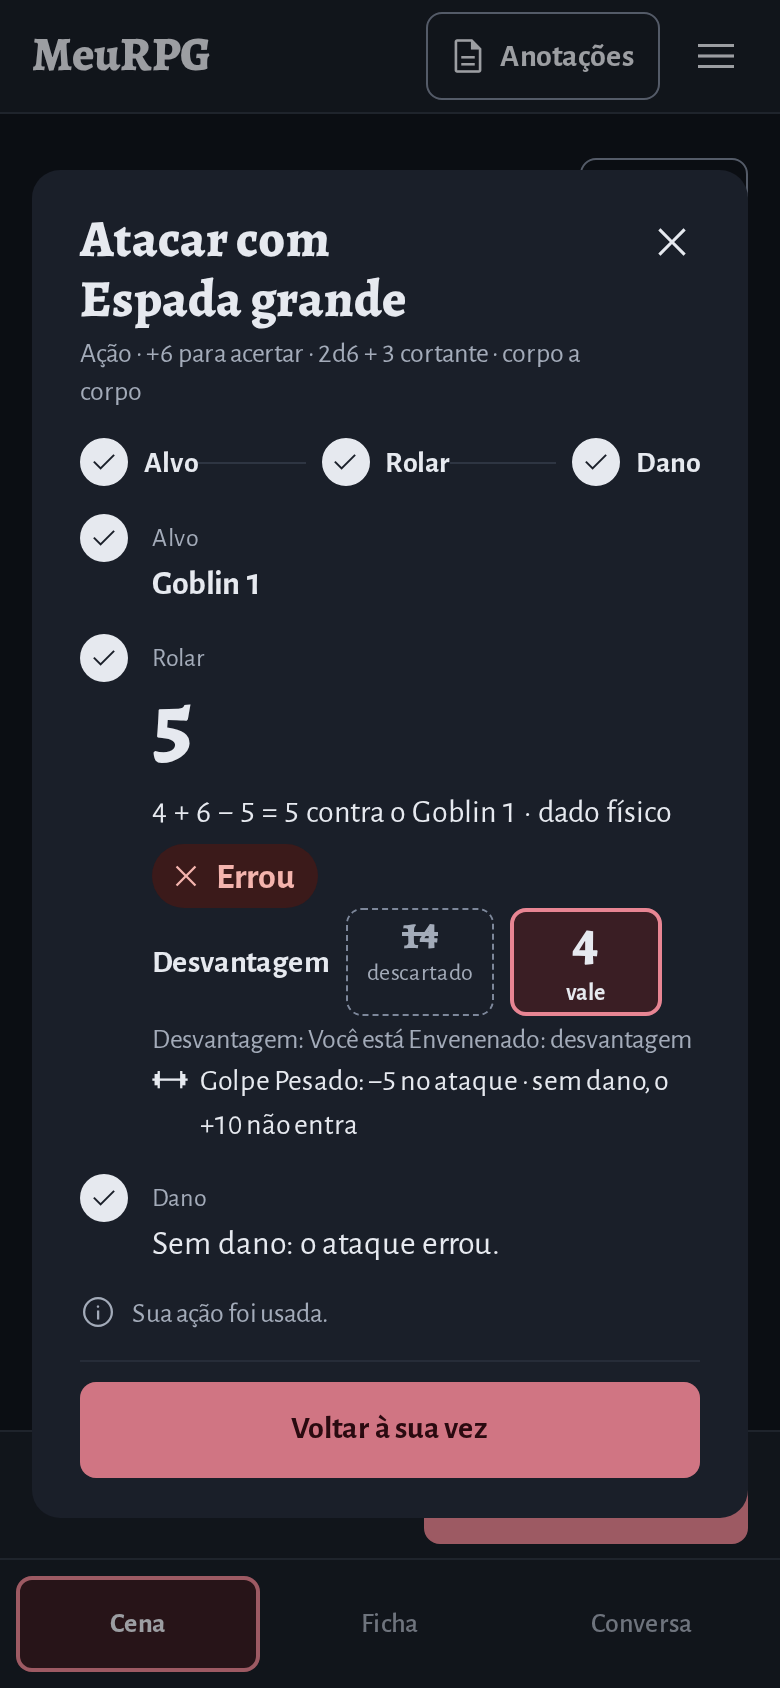 MeuRPG
Anotações
Atacar com
Espada grande
Ação · +6 para acertar · 2d6 + 3 cortante · corpo a
corpo
Alvo
Rolar
Dano
Alvo
Goblin 1
Rolar
5
4 + 6 − 5 = 5 contra o Goblin 1 · dado físico
Errou
Desvantagem
14
descartado
4
vale
Desvantagem: Você está Envenenado: desvantagem
Golpe Pesado: −5 no ataque · sem dano, o
+10 não entra
Dano
Sem dano: o ataque errou.
Sua ação foi usada.
Voltar à sua vez
Cena
Ficha
Conversa